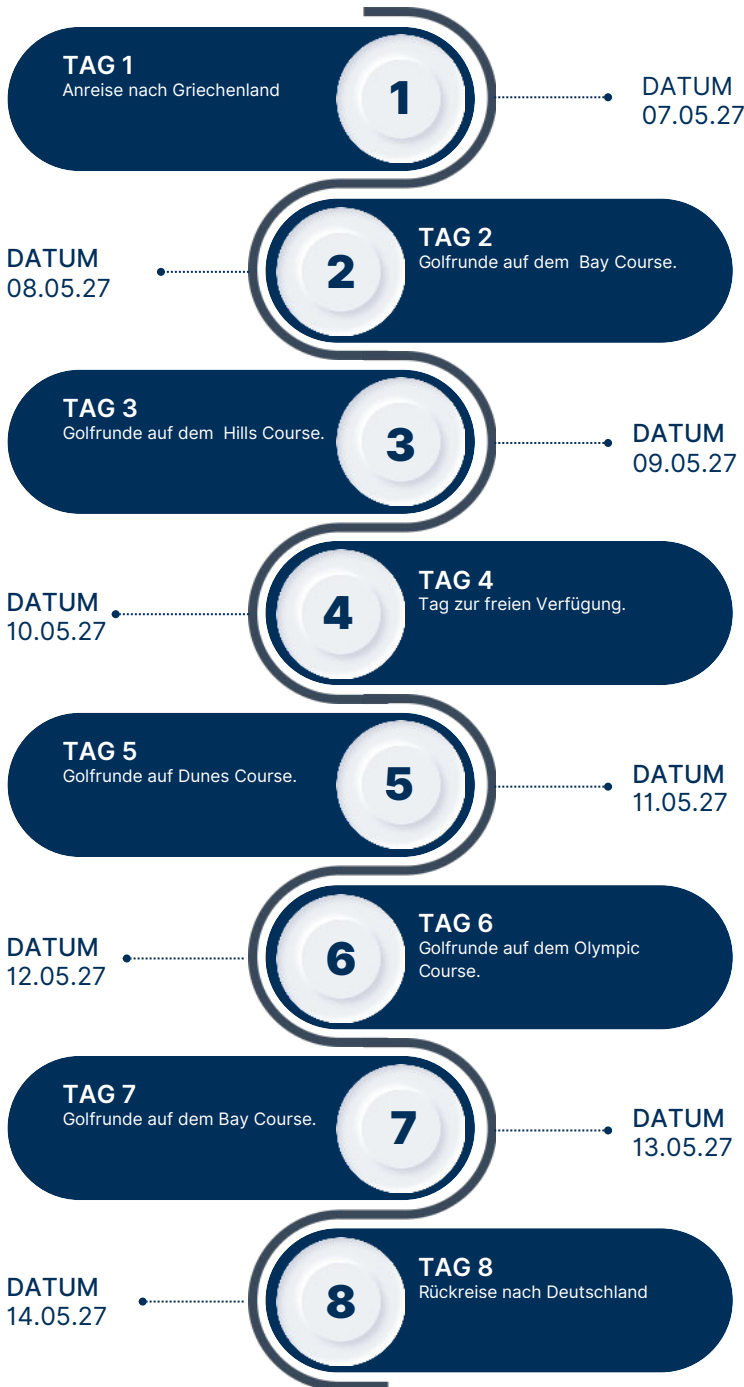 TAG 1
Anreise nach Griechenland
1
DATUM
07.05.27
DATUM
08.05.27
2
TAG 2
Golfrunde auf dem  Bay Course.
TAG 3
Golfrunde auf dem  Hills Course.
3
DATUM
09.05.27
DATUM
10.05.27
4
TAG 4
Tag zur freien Verfügung.
TAG 5
Golfrunde auf Dunes Course.
5
DATUM
11.05.27
DATUM
12.05.27
6
TAG 6
Golfrunde auf dem Olympic
Course.
TAG 7
Golfrunde auf dem Bay Course.
7
DATUM
13.05.27
DATUM
14.05.27
8
TAG 8
Rückreise nach Deutschland